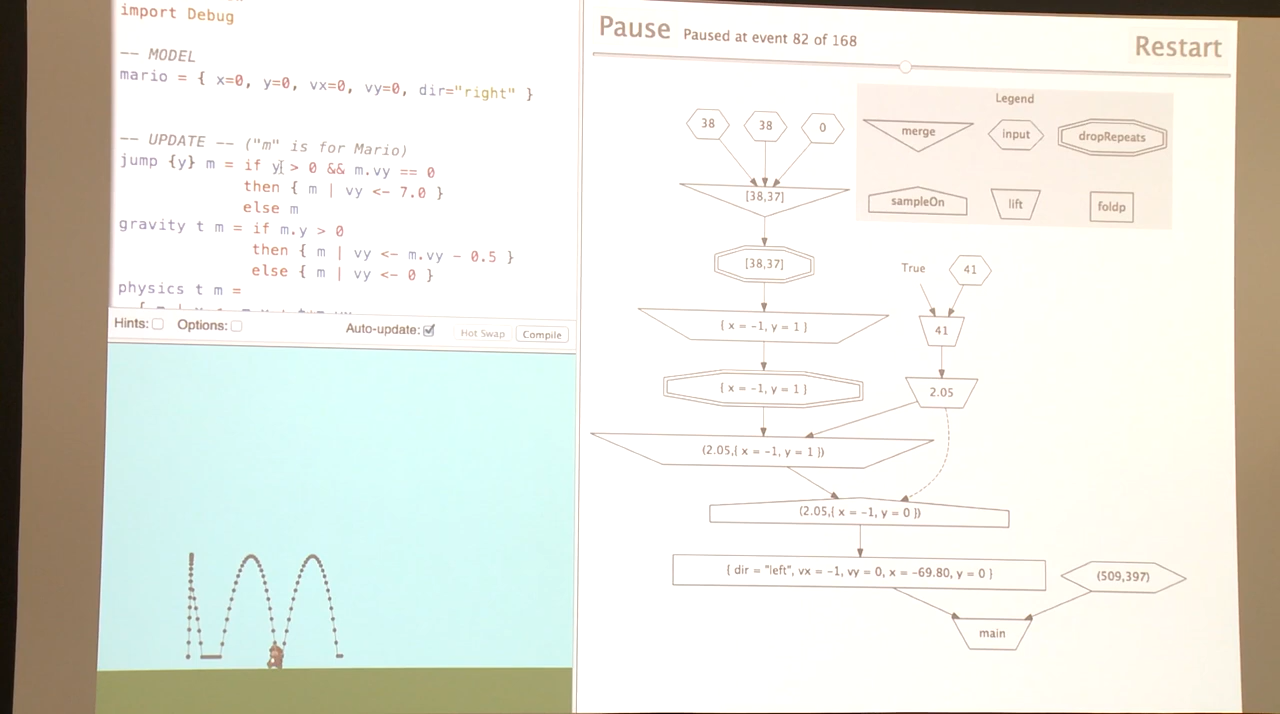 import Debug
-- MODEL
mario = { x=0, y=0, vx=0, vy=0, dir="right" }
-- UPDATE -- ("m" is for Mario)
jump {y} m = if y > 0 && m.vy == 0
then { m | vy <- 7.0 }
else m
gravity t m = if m.y > 0
then { m | vy <- m.vy - 0.5 }
else { m | vy <- 0 }
physics t m =
Hints:
Options:
Auto-update:
Hot Swap
Compile
Pause
Paused at event 82 of 168
Restart
Legend
merge
input
dropRepeats
sampleOn
lift
foldp
38
38
0
[38,37]
[38,37]
{ x = -1, y = 1 }
{ x = -1, y = 1 }
True
41
41
2.05
(2.05,{ x = -1, y = 1 })
(2.05,{ x = -1, y = 0 })
{ dir = "left", vx = -1, vy = 0, x = -69.80, y = 0 }
(509,397)
main